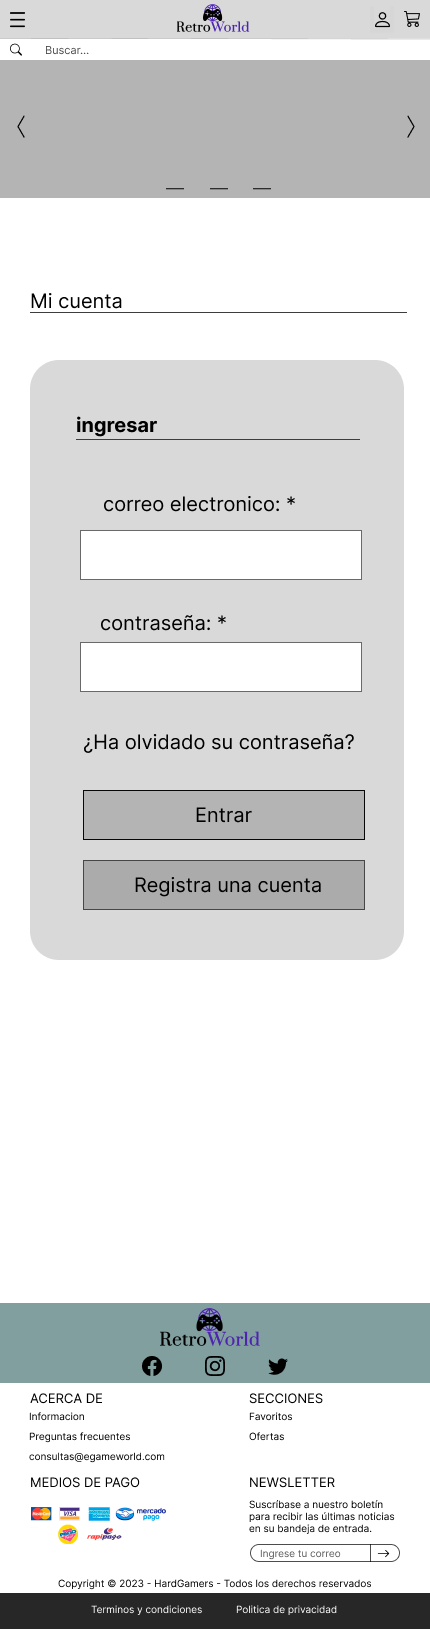 RetroWorld
Buscar...
Mi cuenta
ingresar
correo electronico: *
contraseña: *
¿Ha olvidado su contraseña?
Entrar
Registra una cuenta
RetroWorld
ACERCA DE
Informacion
Preguntas frecuentes
consultas@egameworld.com
SECCIONES
Favoritos
Ofertas
MEDIOS DE PAGO
MasterCard
VISA
mercado
pago
rapipago
NEWSLETTER
Suscríbase a nuestro boletín
para recibir las últimas noticias
en su bandeja de entrada.
Ingrese tu correo
Copyright © 2023 - HardGamers - Todos los derechos reservados
Terminos y condiciones
Politica de privacidad